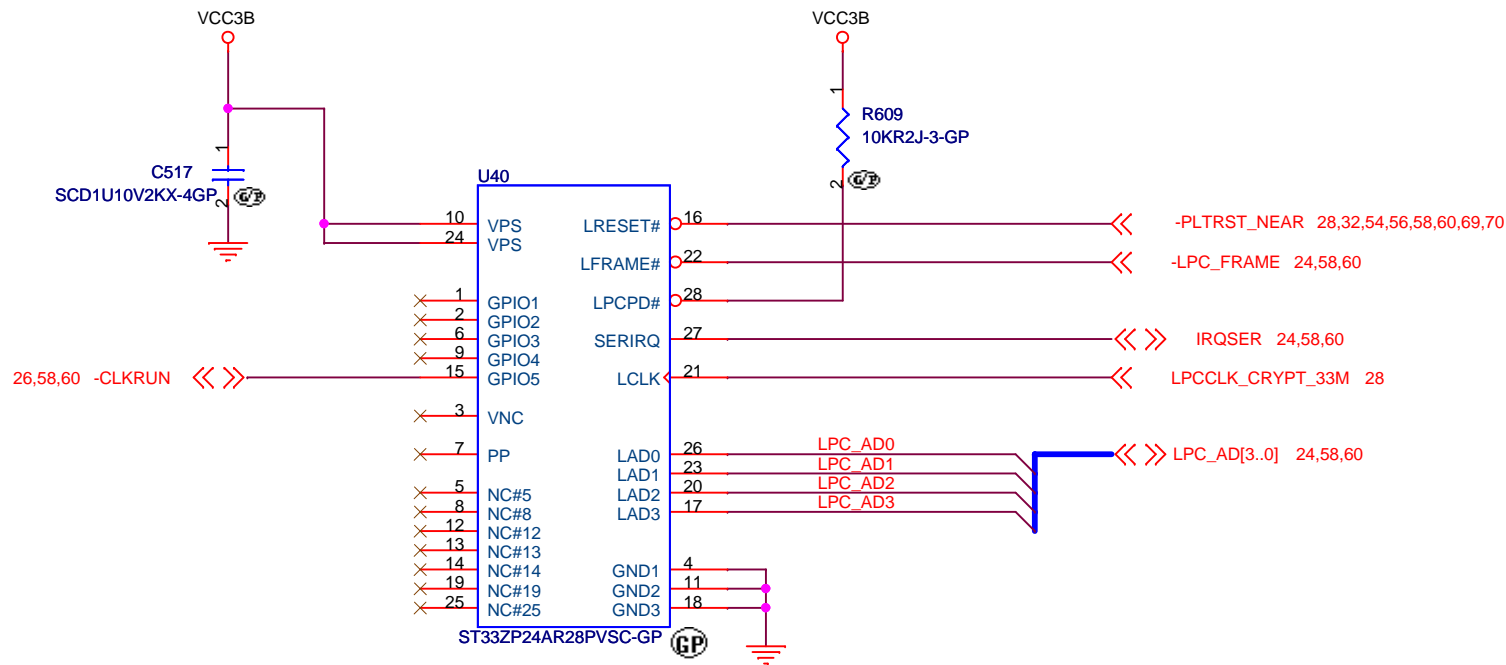 VCC3B
VCC3B
1
C517
SCD1U10V2KX-4GP
2
G/P
1
R609
10KR2J-3-GP
2
G/P
U40
10 VPS
24 VPS
1 GPIO1
2 GPIO2
6 GPIO3
9 GPIO4
26,58,60 -CLKRUN 15 GPIO5
3 VNC
7 PP
5 NC#5
8 NC#8
12 NC#12
13 NC#13
14 NC#14
19 NC#19
25 NC#25
LRESET# 16 -PLTRST_NEAR 28,32,54,56,58,60,69,70
LFRAME# 22 -LPC_FRAME 24,58,60
LPCPD# 28
SERIRQ 27 IRQSER 24,58,60
LCLK 21 LPCCLK_CRYPT_33M 28
LAD0 26 LPC_AD0 LPC_AD[3..0] 24,58,60
LAD1 23 LPC_AD1
LAD2 20 LPC_AD2
LAD3 17 LPC_AD3
GND1 4
GND2 11
GND3 18
ST33ZP24AR28PVSC-GP
GP